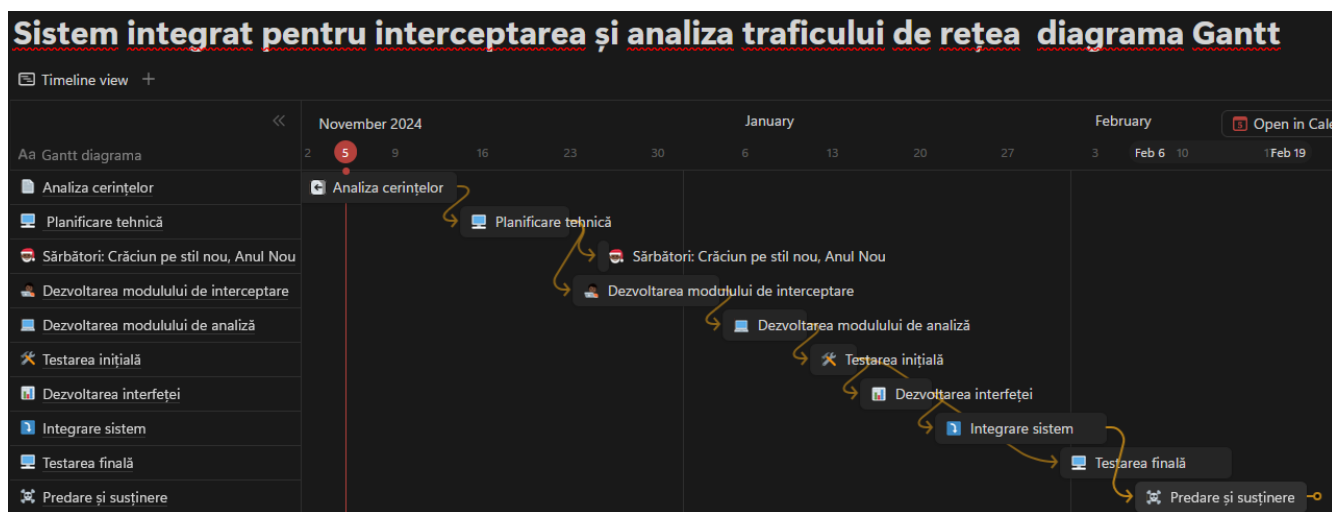 Sistem integrat pentru interceptarea și analiza traficului de rețea diagrama Gantt
Timeline view +
November 2024 January February Open in Cale
Aa Gantt diagrama 2 5 9 16 23 30 6 13 20 27 3 Feb 6 10 Feb 19
Analiza cerințelor Analiza cerințelor
Planificare tehnică Planificare tehnică
Sărbători: Crăciun pe stil nou, Anul Nou Sărbători: Crăciun pe stil nou, Anul Nou
Dezvoltarea modulului de interceptare Dezvoltarea modulului de interceptare
Dezvoltarea modulului de analiză Dezvoltarea modulului de analiză
Testarea inițială Testarea inițială
Dezvoltarea interfeței Dezvoltarea interfeței
Integrare sistem Integrare sistem
Testarea finală Testarea finală
Predare și susținere Predare și susținere